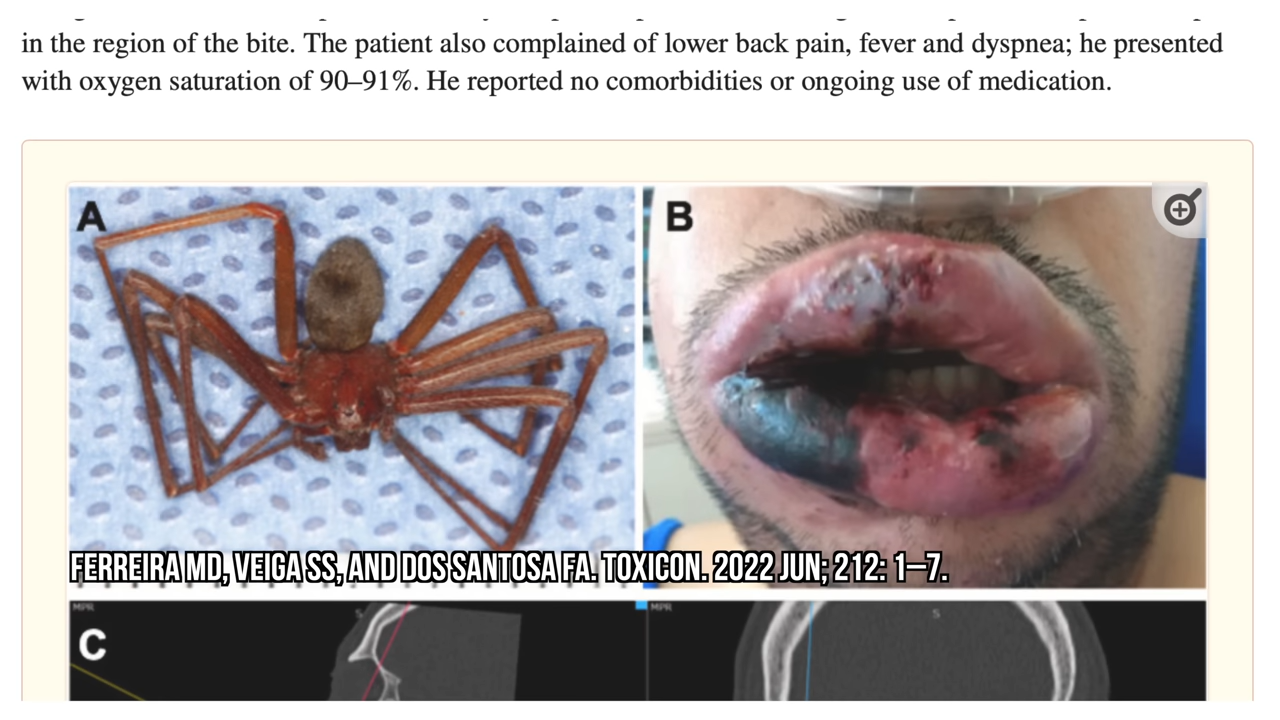 in the region of the bite. The patient also complained of lower back pain, fever and dyspnea; he presented
with oxygen saturation of 90–91%. He reported no comorbidities or ongoing use of medication.
A
B
FERREIRA MD, VEIGA SS, AND DOS SANTOSA FA. TOXICON. 2022 JUN; 212: 1–7.
MPR
S
MPR
S
C